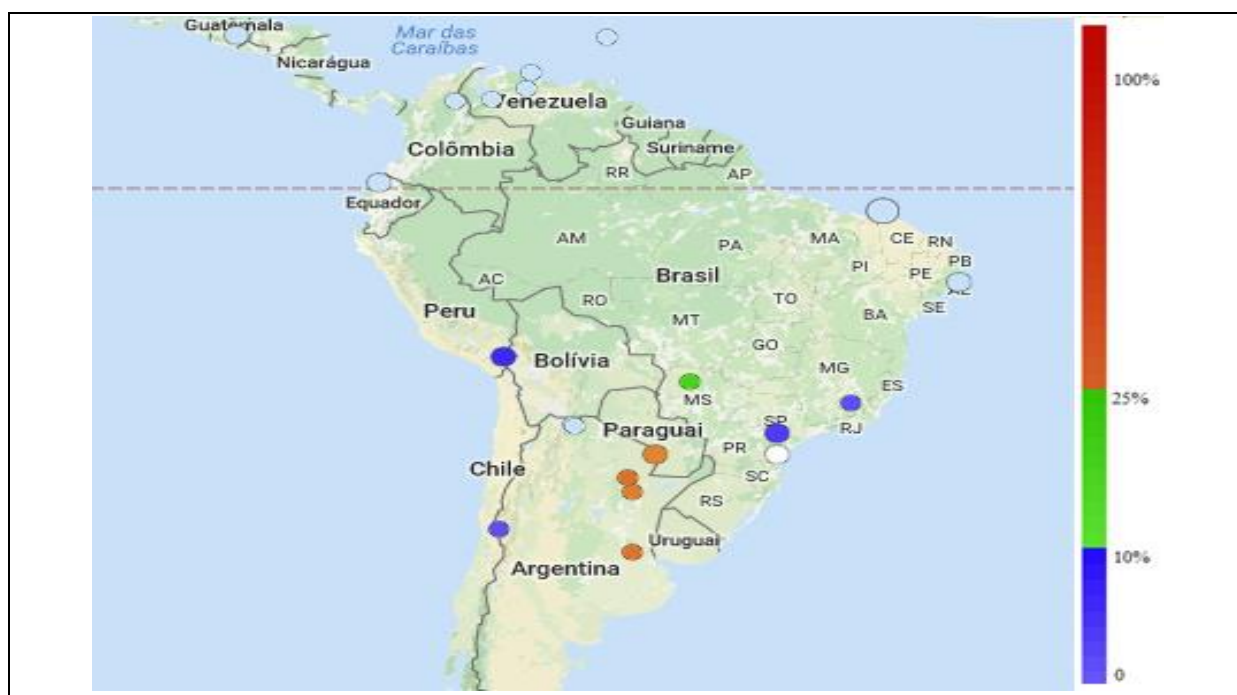 Guatemala
Mar das
Caraíbas
Nicarágua
Venezuela
Guiana
Suriname
Colômbia
RR
AP
Equador
AM
PA
MA
CE
RN
PB
PI
PE
AC
RO
Brasil
TO
SE
BA
Peru
MT
GO
Bolívia
MG
ES
MS
SP
RJ
Paraguai
PR
SC
Chile
RS
Uruguai
Argentina
100%
25%
10%
0